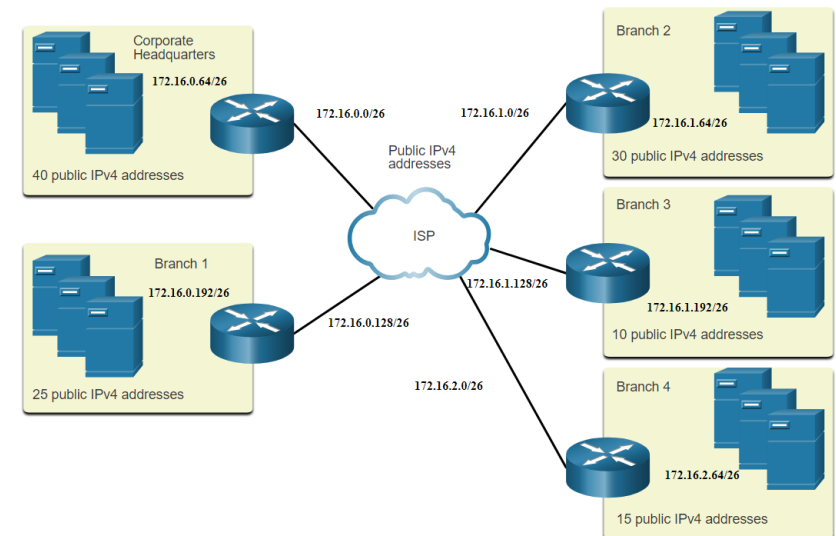 Corporate
Headquarters
172.16.0.64/26
172.16.0.0/26
40 public IPv4 addresses
Branch 1
172.16.0.192/26
172.16.0.128/26
25 public IPv4 addresses
Public IPv4
addresses
ISP
Branch 2
172.16.1.0/26
172.16.1.64/26
30 public IPv4 addresses
Branch 3
172.16.1.128/26
172.16.1.192/26
10 public IPv4 addresses
172.16.2.0/26
Branch 4
172.16.2.64/26
15 public IPv4 addresses